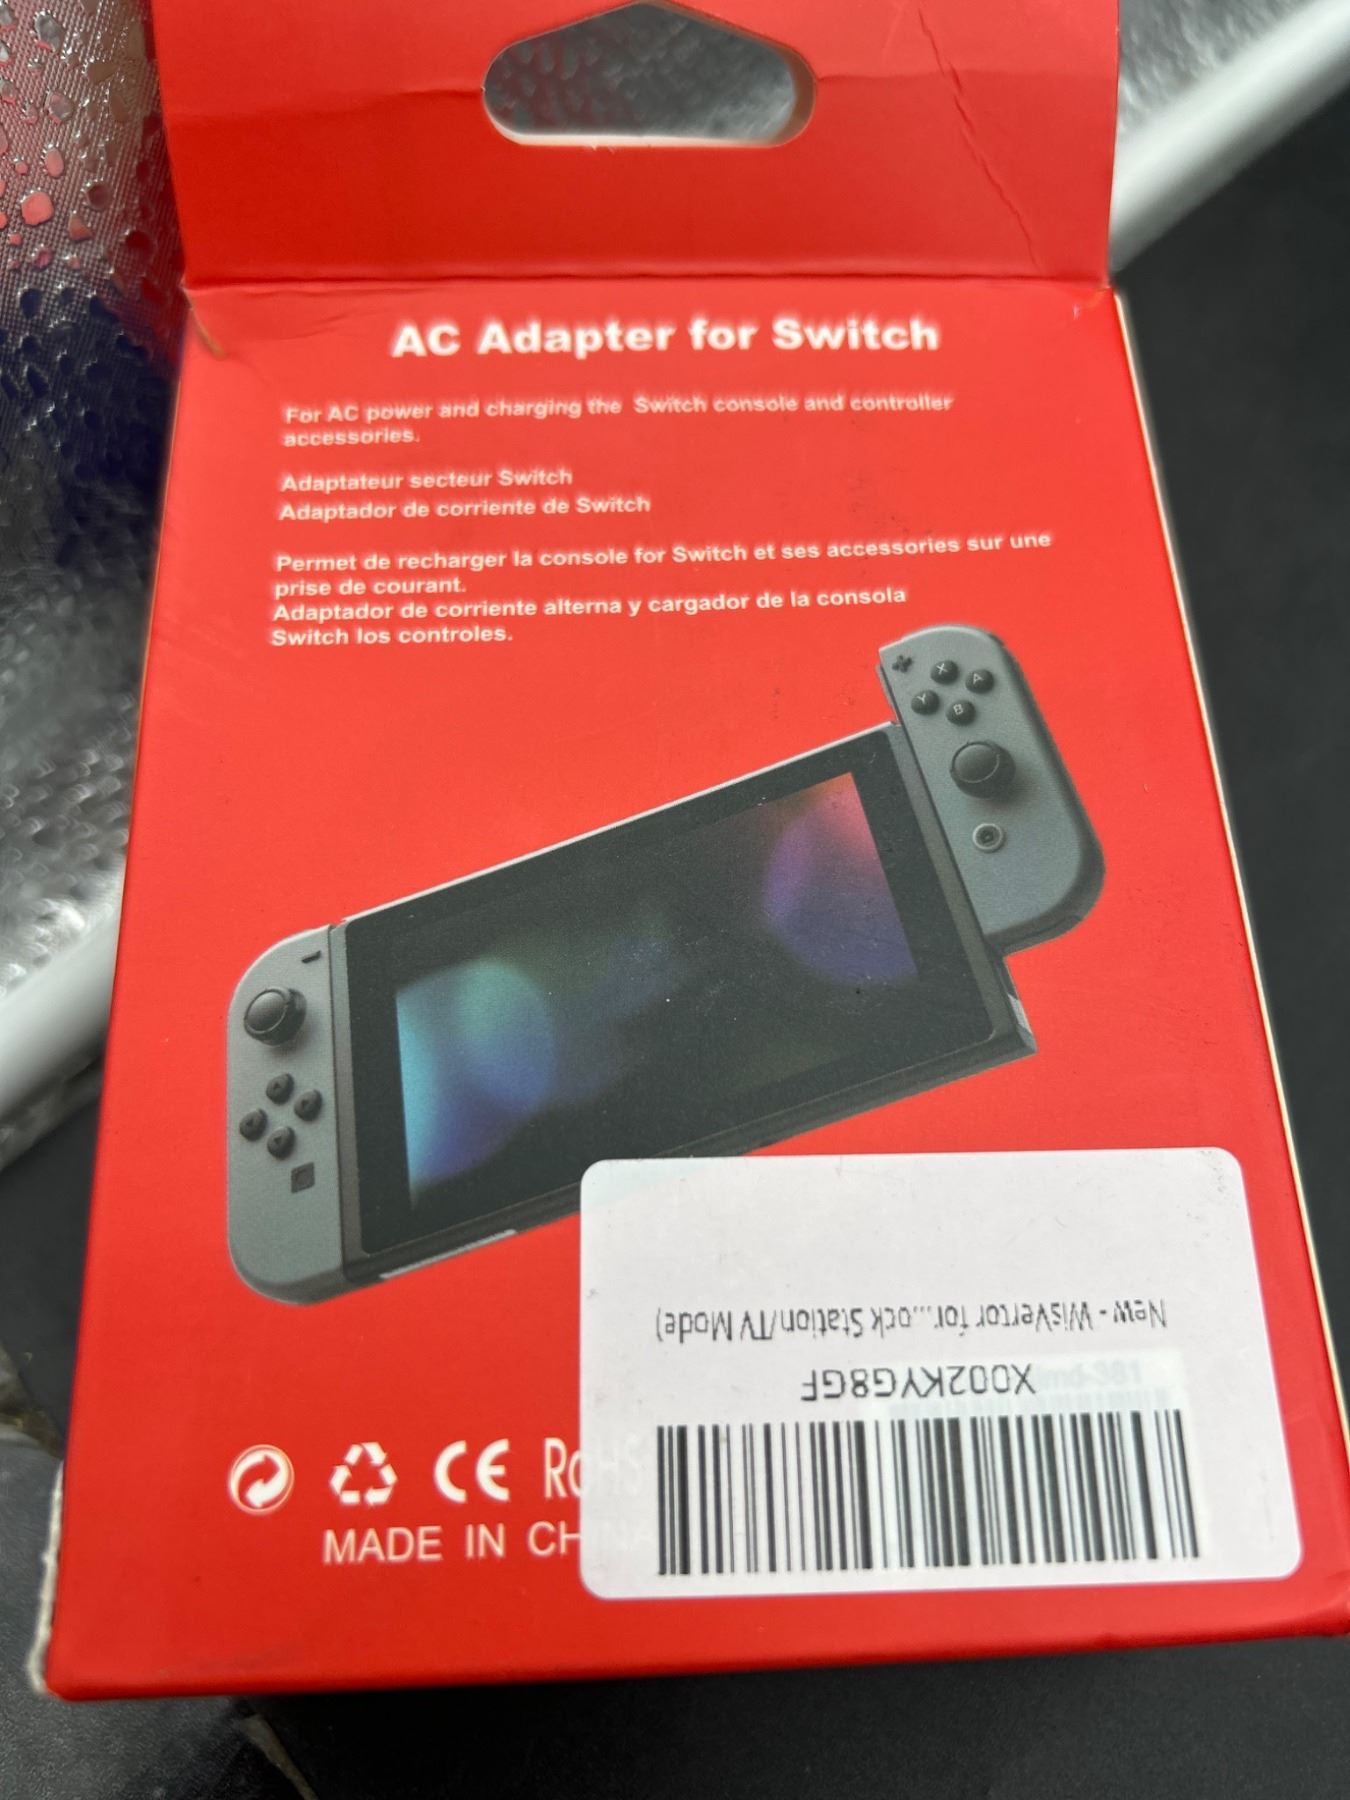 AC Adapter for Switch
For AC power and charging the Switch console and controller
accessories.
Adaptateur secteur Switch
Adaptador de corriente de Switch
Permet de recharger la console for Switch et ses accessories sur une
prise de courant.
Adaptador de corriente alterna y cargador de la consola
Switch los controles.
X
A
Y
B
CE RoHS
MADE IN CHINA
X002KYG8GF
New - WisVertor for...ock Station/TV Mode)